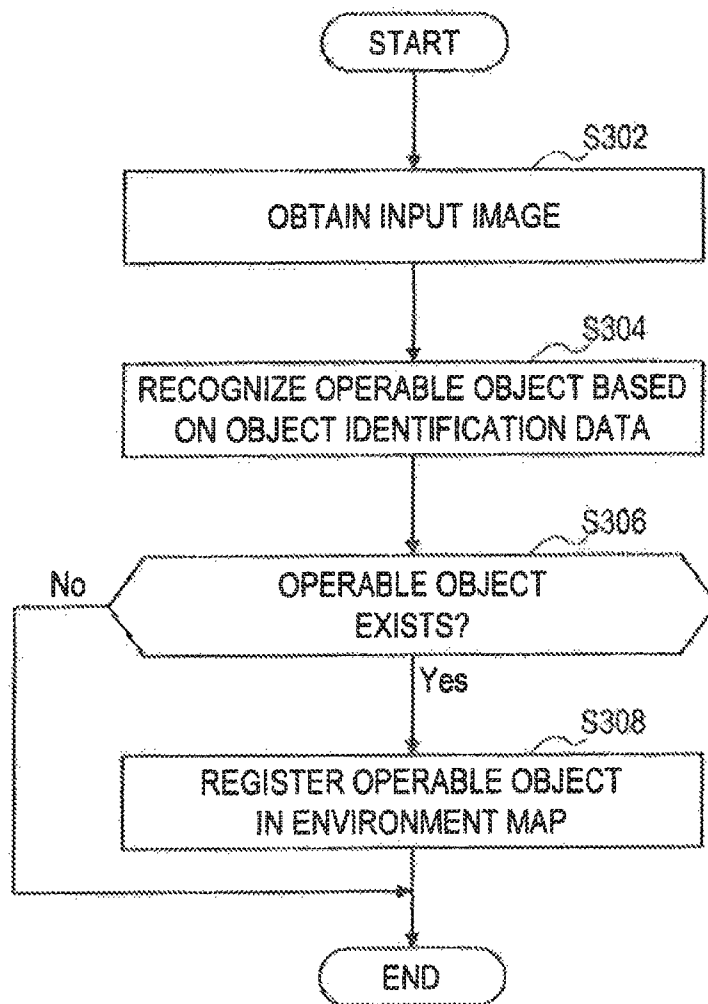 START
S302
OBTAIN INPUT IMAGE
S304
RECOGNIZE OPERABLE OBJECT BASED
ON OBJECT IDENTIFICATION DATA
S306
No
OPERABLE OBJECT
EXISTS?
Yes
S308
REGISTER OPERABLE OBJECT
IN ENVIRONMENT MAP
END